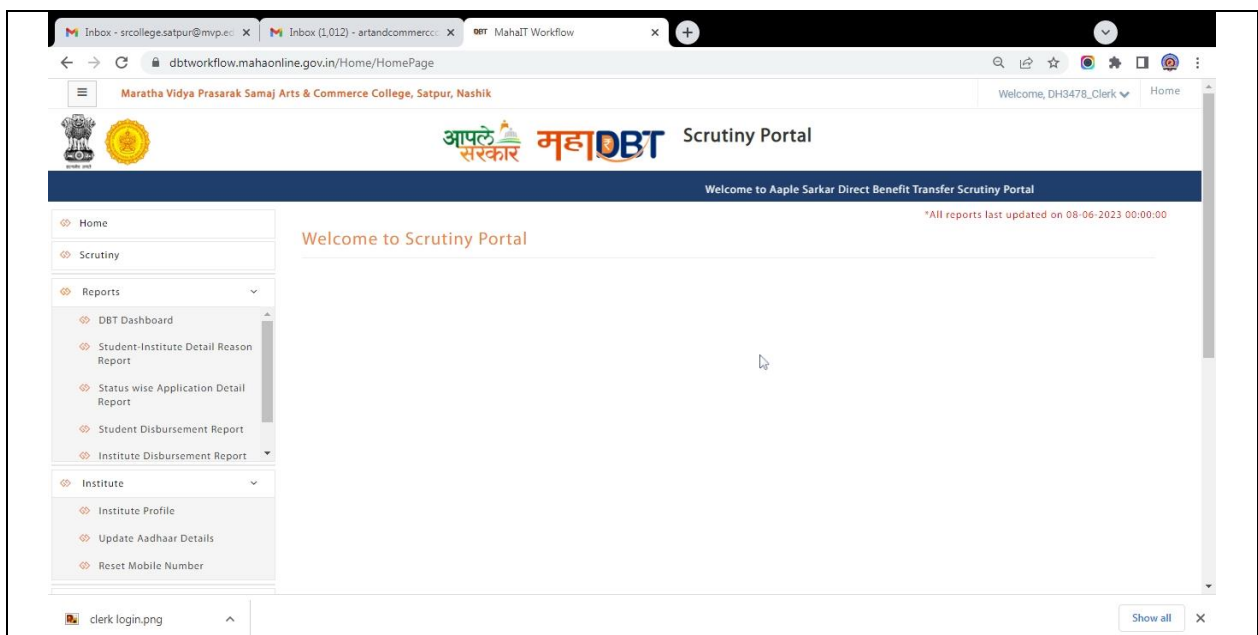 Inbox - srcollege.satpur@mvp.ed
Inbox (1,012) - artandcommercc
DBT MahaIT Workflow
dbtworkflow.mahaonline.gov.in/Home/HomePage
Maratha Vidya Prasarak Samaj Arts & Commerce College, Satpur, Nashik
Welcome, DH3478_Clerk
Home
आपले सरकार
महाDBT
Scrutiny Portal
Welcome to Aaple Sarkar Direct Benefit Transfer Scrutiny Portal
*All reports last updated on 08-06-2023 00:00:00
Welcome to Scrutiny Portal
Home
Scrutiny
Reports
DBT Dashboard
Student-Institute Detail Reason
Report
Status wise Application Detail
Report
Student Disbursement Report
Institute Disbursement Report
Institute
Institute Profile
Update Aadhaar Details
Reset Mobile Number
clerk login.png
Show all